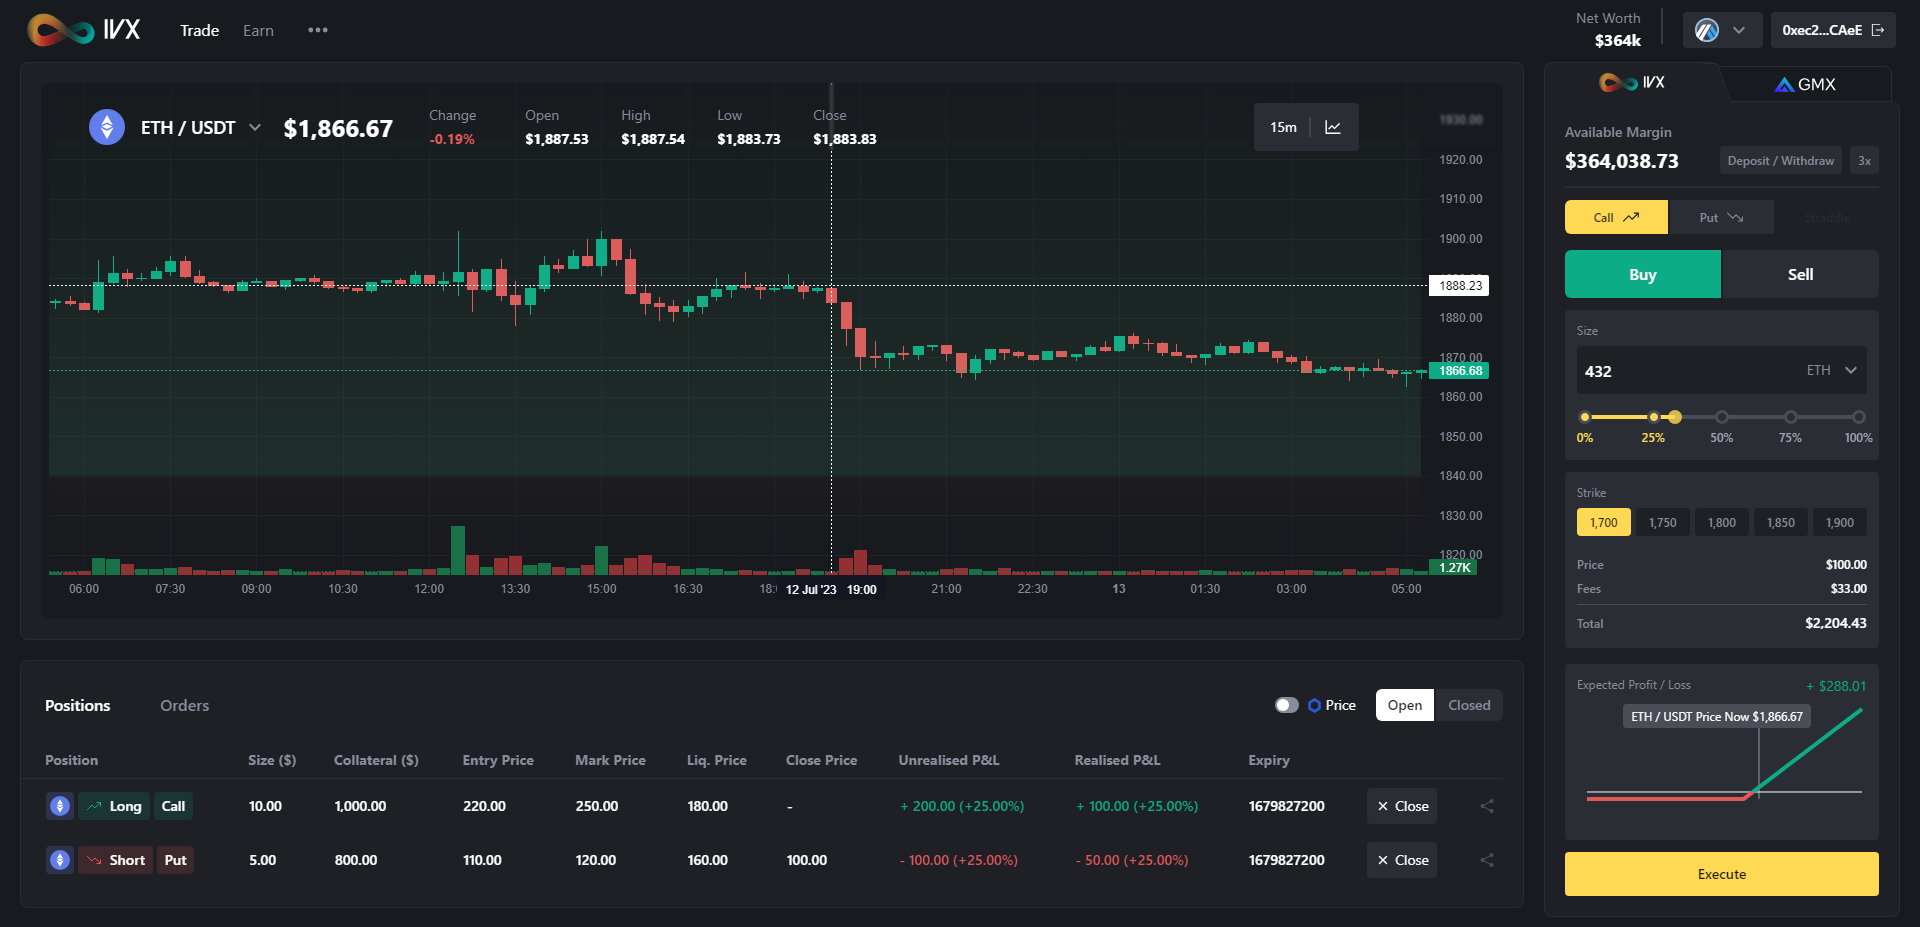 IVX
Trade Earn
Net Worth
$364k
0xec2...CAeE
ETH / USDT
$1,866.67
Change Open High Low Close
-0.19% $1,887.53 $1,887.54 $1,883.73 $1,883.83
15m
1930.00
1920.00
1910.00
1900.00
1888.23
1880.00
1870.00
1866.68
1860.00
1850.00
1840.00
1830.00
1820.00
1.27K
06:00 07:30 09:00 10:30 12:00 13:30 15:00 16:30 12 Jul '23 19:00 21:00 22:30 13 01:30 03:00 05:00
Positions Orders
Price
Open Closed
Position Size ($) Collateral ($) Entry Price Mark Price Liq. Price Close Price Unrealised P&L Realised P&L Expiry
Long Call 10.00 1,000.00 220.00 250.00 180.00 - + 200.00 (+25.00%) + 100.00 (+25.00%) 1679827200 Close
Short Put 5.00 800.00 110.00 120.00 160.00 100.00 - 100.00 (+25.00%) - 50.00 (+25.00%) 1679827200 Close
IVX GMX
Available Margin
$364,038.73
Deposit / Withdraw 3x
Call Put Straddle
Buy Sell
Size
432 ETH
0% 25% 50% 75% 100%
Strike
1,700 1,750 1,800 1,850 1,900
Price $100.00
Fees $33.00
Total $2,204.43
Expected Profit / Loss + $288.01
ETH / USDT Price Now $1,866.67
Execute